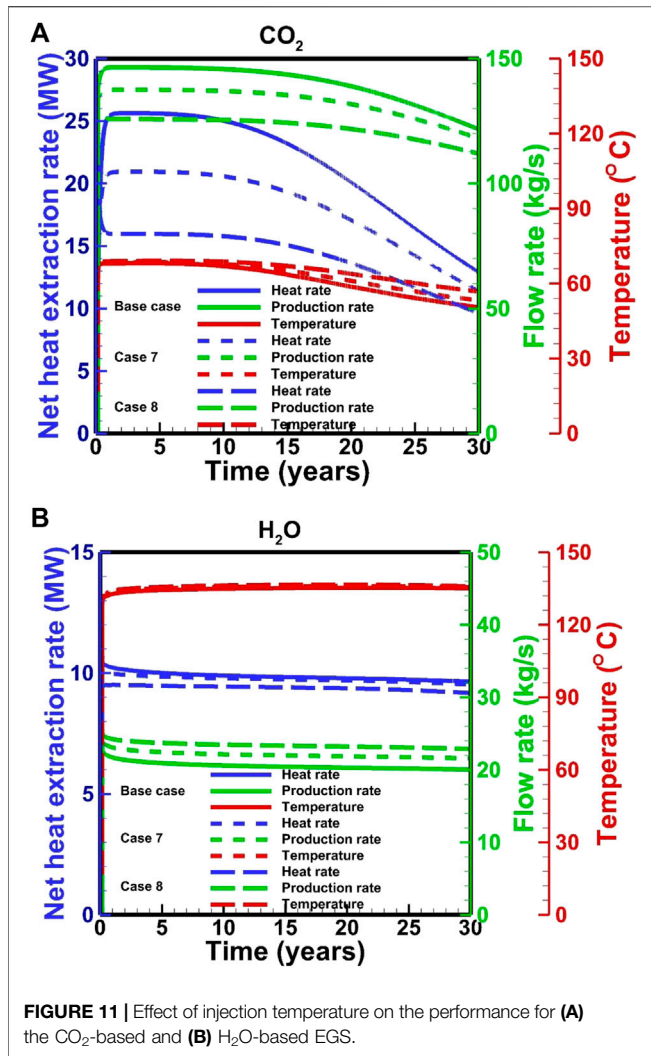 A
CO₂
Net heat extraction rate (MW)
30
25
20
15
10
5
0
Base case
Heat rate
Production rate
Temperature
Case 7
Heat rate
Production rate
Temperature
Case 8
Heat rate
Production rate
Temperature
0 5 10 15 20 25 30
Time (years)
150
100
50
0
Flow rate (kg/s)
150
120
90
60
30
0
Temperature (°C)
B
H₂O
Net heat extraction rate (MW)
15
10
5
0
Base case
Heat rate
Production rate
Temperature
Case 7
Heat rate
Production rate
Temperature
Case 8
Heat rate
Production rate
Temperature
0 5 10 15 20 25 30
Time (years)
50
40
30
20
10
0
Flow rate (kg/s)
150
120
90
60
30
0
Temperature (°C)
FIGURE 11 | Effect of injection temperature on the performance for (A)
the CO₂-based and (B) H₂O-based EGS.